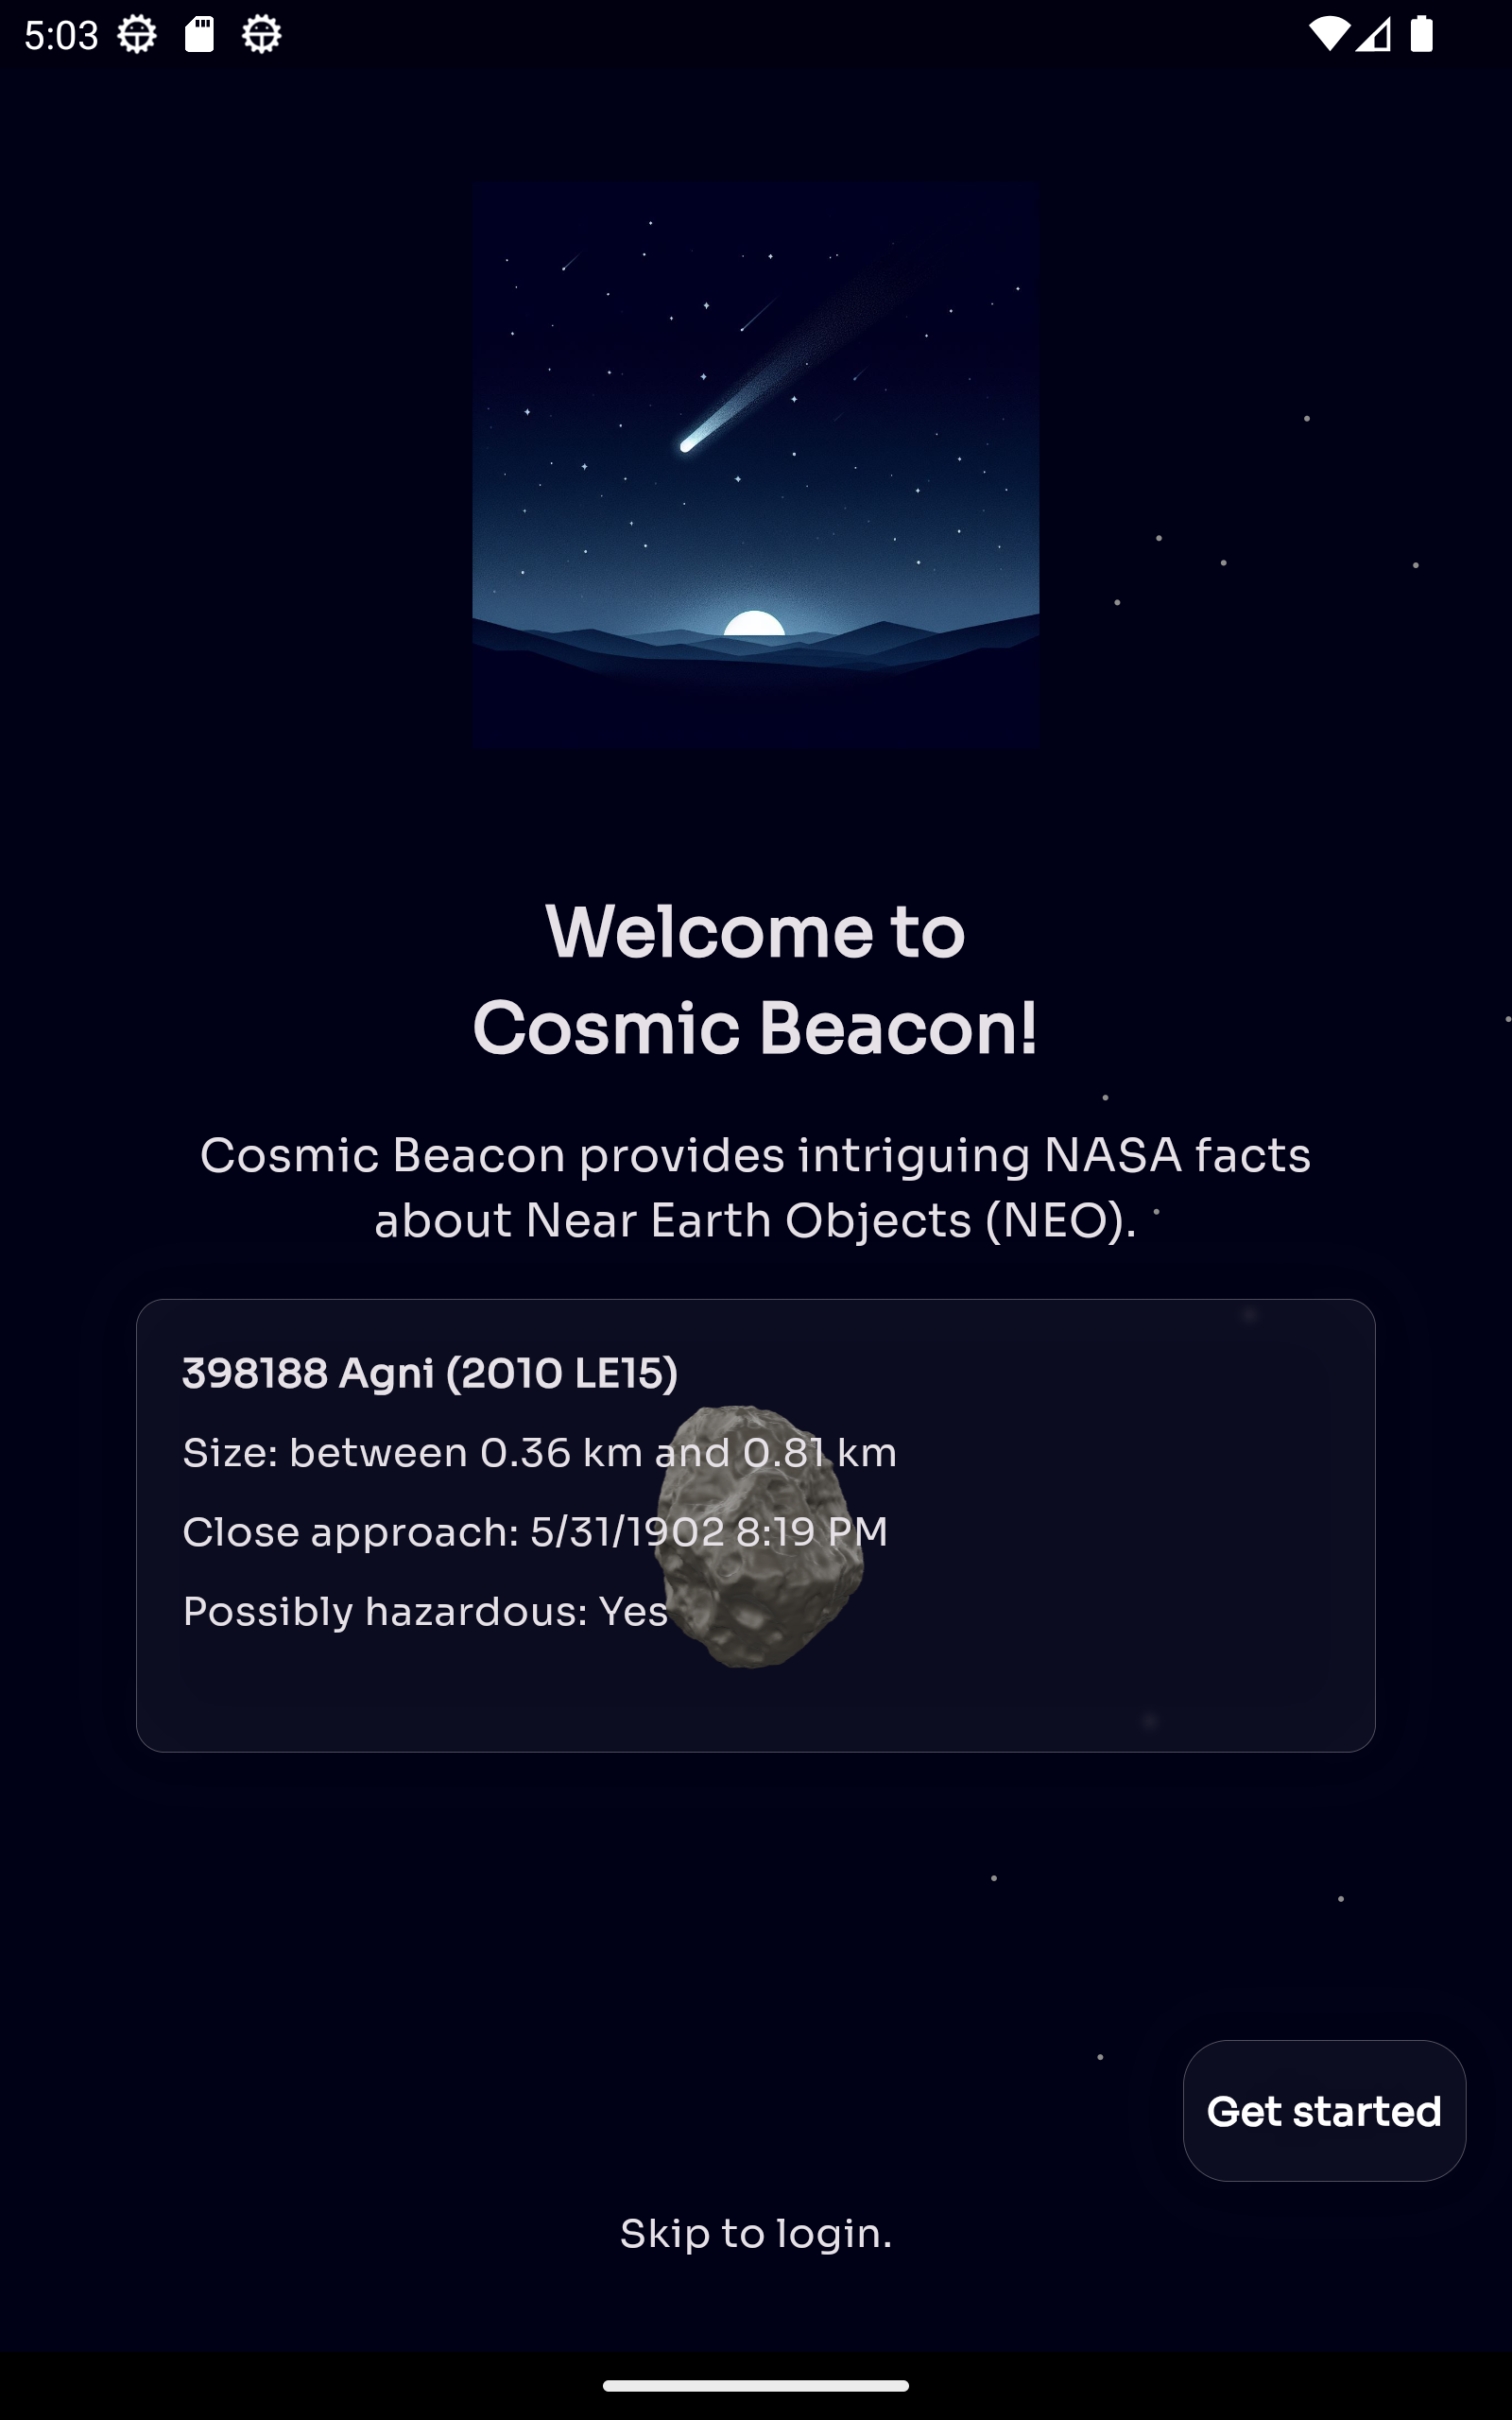 5:03
Welcome to
Cosmic Beacon!
Cosmic Beacon provides intriguing NASA facts
about Near Earth Objects (NEO).
398188 Agni (2010 LE15)
Size: between 0.36 km and 0.81 km
Close approach: 5/31/1902 8:19 PM
Possibly hazardous: Yes
Get started
Skip to login.